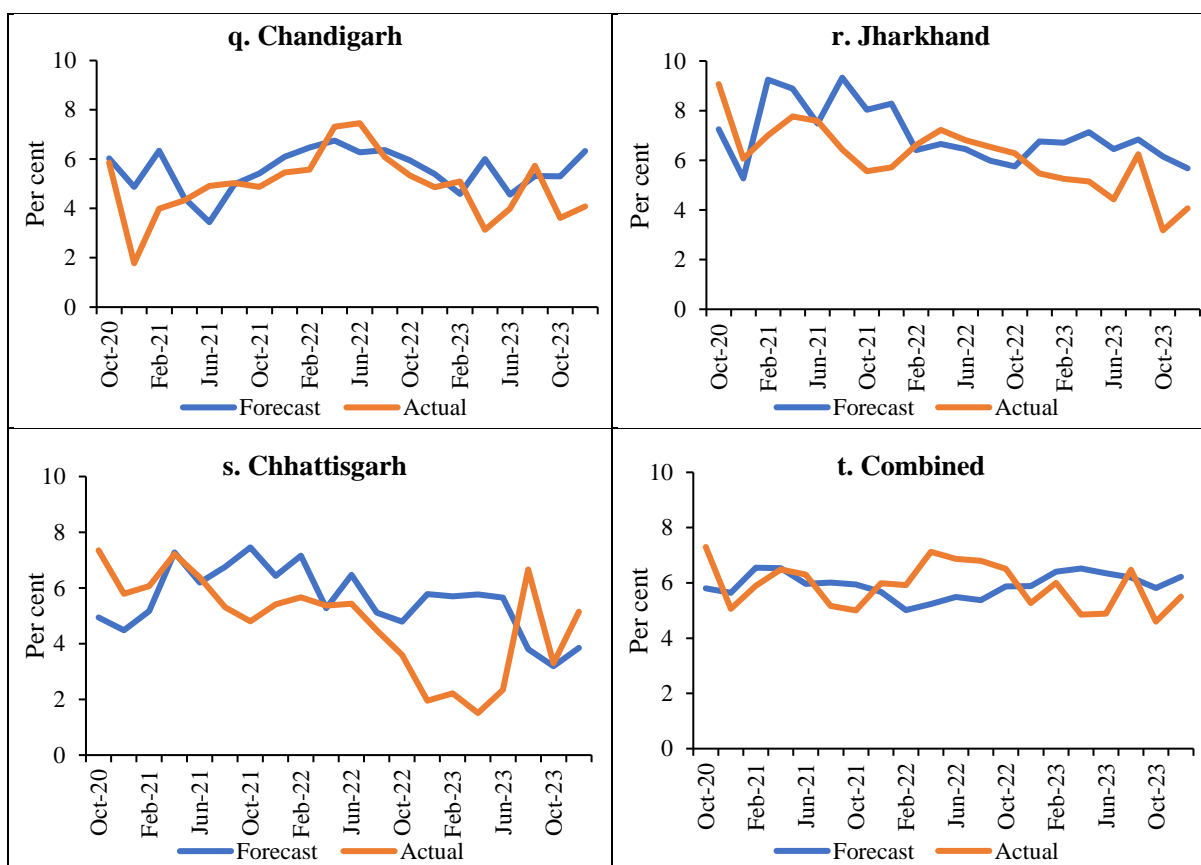 q. Chandigarh
10
8
6
4
2
0
Per cent
Oct-20
Feb-21
Jun-21
Oct-21
Feb-22
Jun-22
Oct-22
Feb-23
Jun-23
Oct-23
Forecast Actual
r. Jharkhand
10
8
6
4
2
0
Per cent
Oct-20
Feb-21
Jun-21
Oct-21
Feb-22
Jun-22
Oct-22
Feb-23
Jun-23
Oct-23
Forecast Actual
s. Chhattisgarh
10
8
6
4
2
0
Per cent
Oct-20
Feb-21
Jun-21
Oct-21
Feb-22
Jun-22
Oct-22
Feb-23
Jun-23
Oct-23
Forecast Actual
t. Combined
10
8
6
4
2
0
Per cent
Oct-20
Feb-21
Jun-21
Oct-21
Feb-22
Jun-22
Oct-22
Feb-23
Jun-23
Oct-23
Forecast Actual